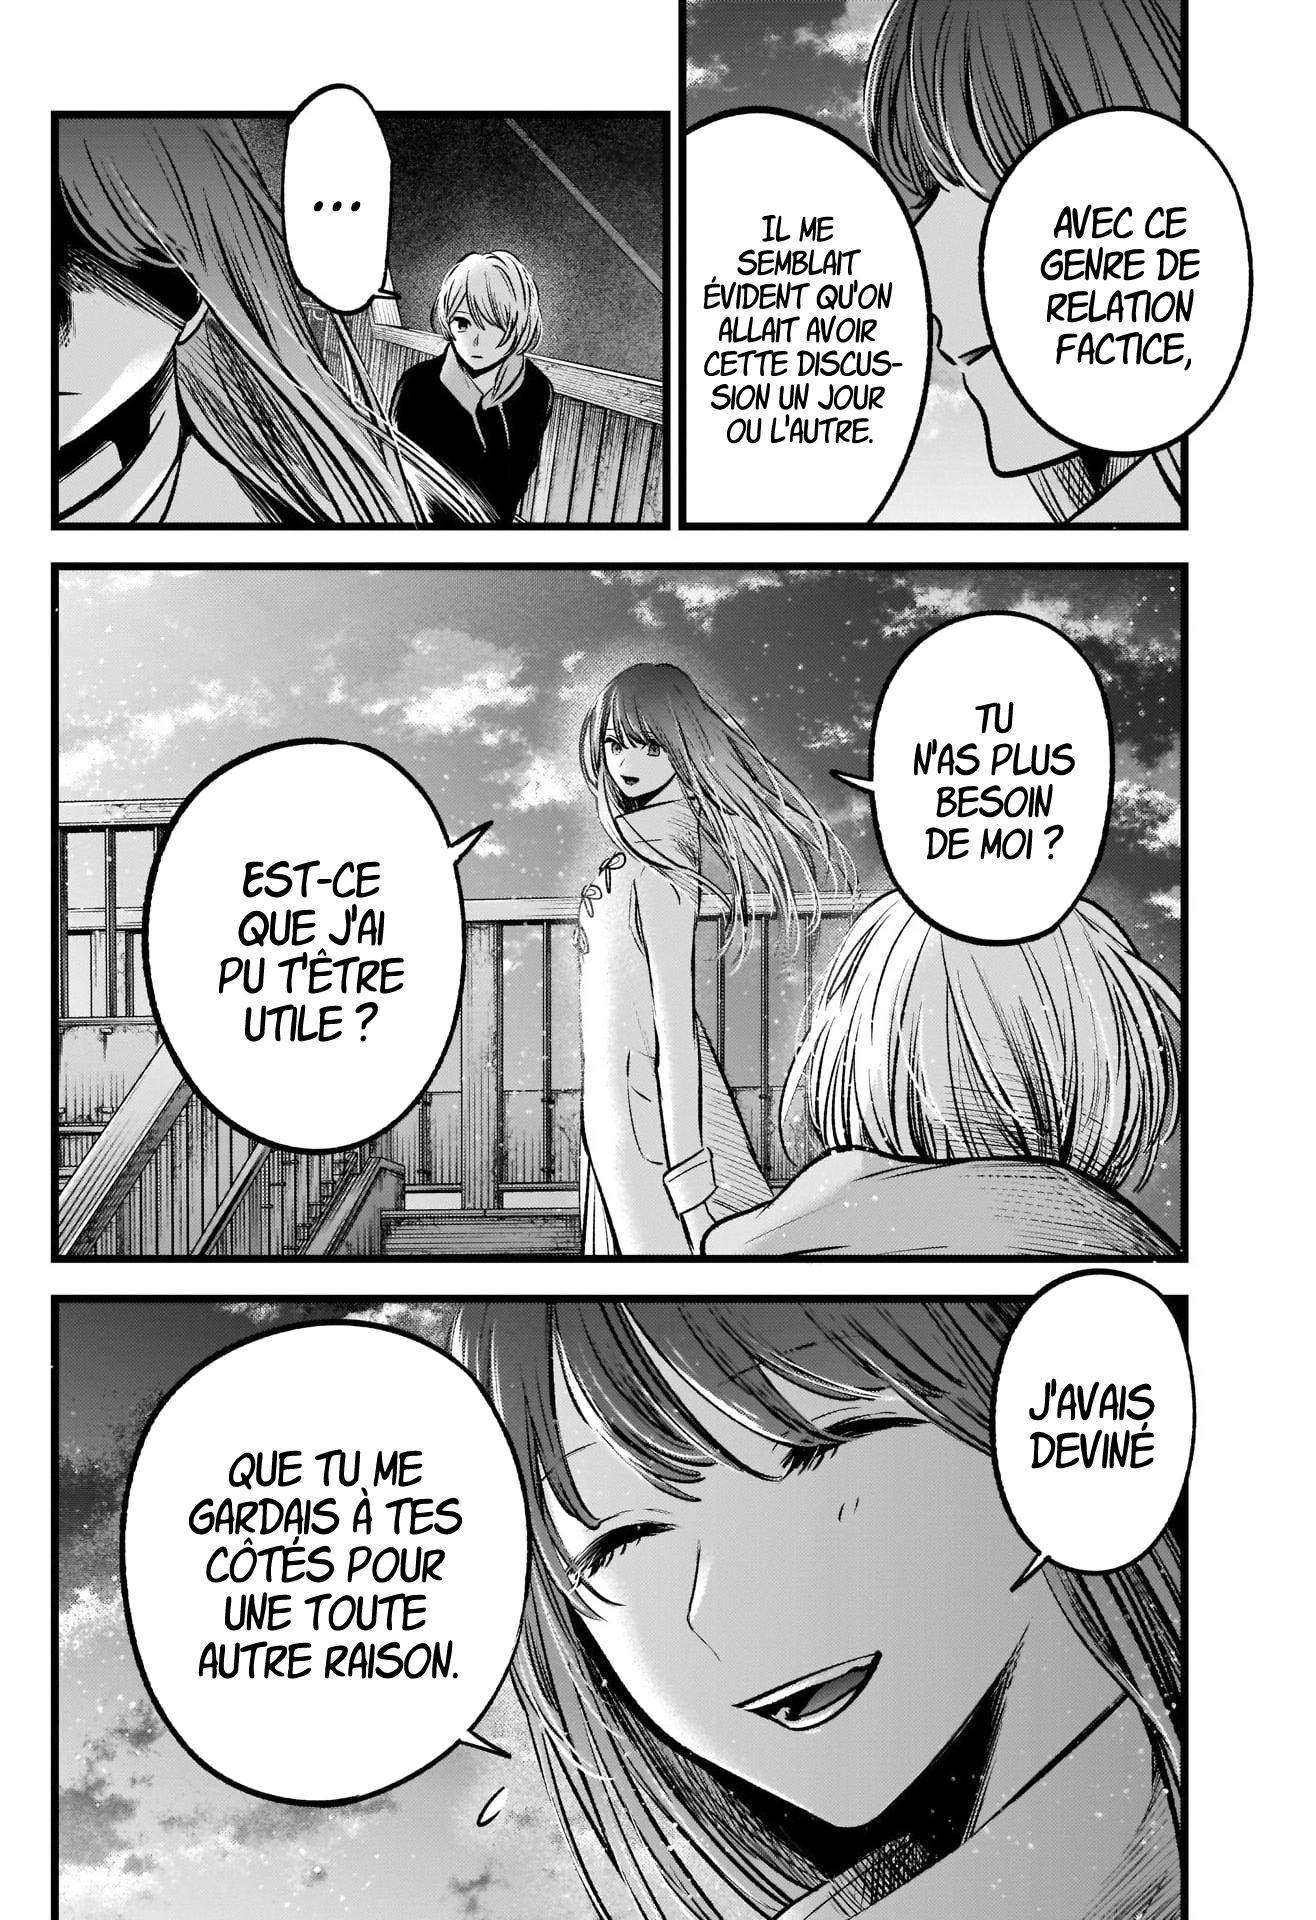 AVEC CE
GENRE DE
RELATION
FACTICE,
IL ME
SEMBLAIT
ÉVIDENT QU'ON
ALLAIT AVOIR
CETTE DISCUS-
SION UN JOUR
OU L'AUTRE.
...
TU
N'AS PLUS
BESOIN
DE MOI ?
EST-CE
QUE J'AI
PU T'ÊTRE
UTILE ?
J'AVAIS
DEVINÉ
QUE TU ME
GARDAIS À TES
CÔTÉS POUR
UNE TOUTE
AUTRE RAISON.